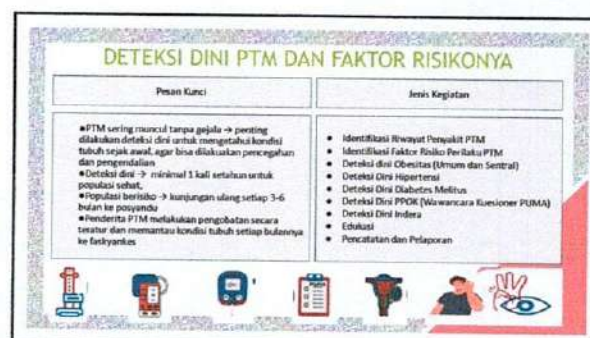 DETEKSI DINI PTM DAN FAKTOR RISIKONYA
Pesan Kunci
●PTM sering muncul tanpa gejala → penting
dilakukan deteksi dini untuk mengetahui kondisi
tubuh sejak awal, agar bisa dilakuakan pencegahan
dan pengendalian
●Deteksi dini → minimal 1 kali setahun untuk
populasi sehat,
●Populasi berisiko → kunjungan ulang setiap 3-6
bulan ke posyandu
●Penderita PTM melakukan pengobatan secara
teratur dan memantau kondisi tubuh setiap bulannya
ke faskyankes
Jenis Kegiatan
● Identifikasi Riwayat Penyakit PTM
● Identifikasi Faktor Risiko Perilaku PTM
● Deteksi dini Obesitas (Umum dan Sentral)
● Deteksi Dini Hipertensi
● Deteksi Dini Diabetes Melitus
● Deteksi Dini PPOK (Wawancara Kuesioner PUMA)
● Deteksi Dini Indera
● Edukasi
● Pencatatan dan Pelaporan